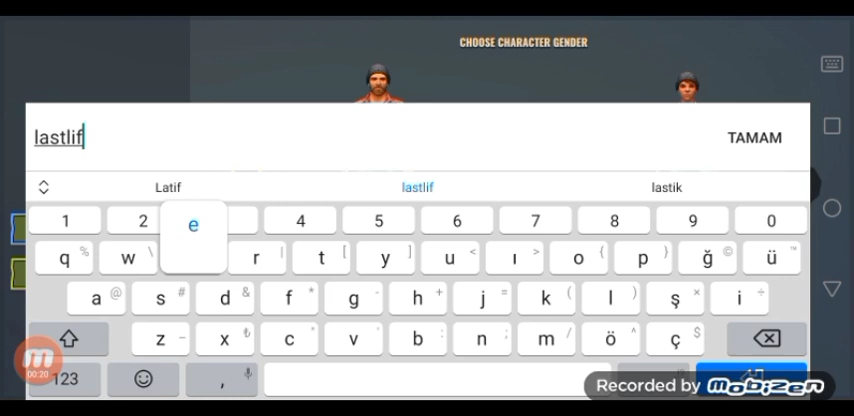 CHOOSE CHARACTER GENDER
lastlif
TAMAM
Latif lastlif lastik
1 2 4 5 6 7 8 9 0
e
q % w \ r | t [ y ] u < ı > o { p } ğ © ü ™
a @ s # d & f * g - h + j = k ( l ) ş × i ÷
z _ x ₺ c " v ' b : n ; m / ö ^ ç $
00:20
123 ,
Recorded by mobizen